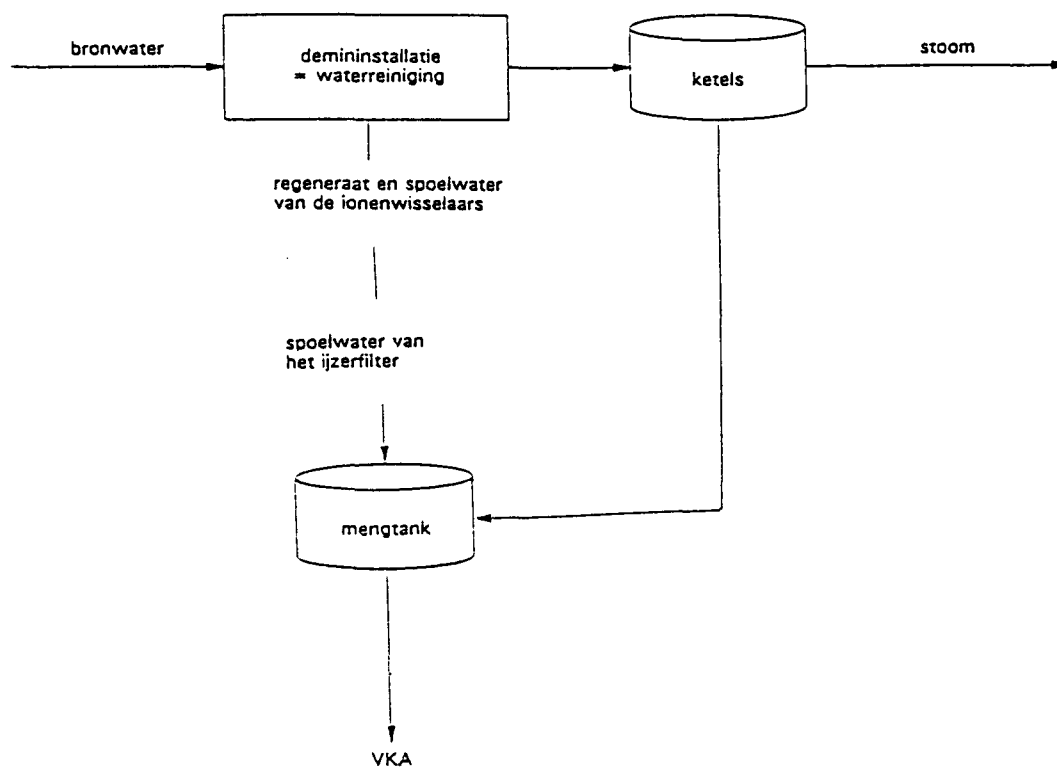 bronwater
demininstallatie
= waterreiniging
ketels
stoom
regeneraat en spoelwater
van de ionenwisselaars
spoelwater van
het ijzerfilter
mengtank
VKA